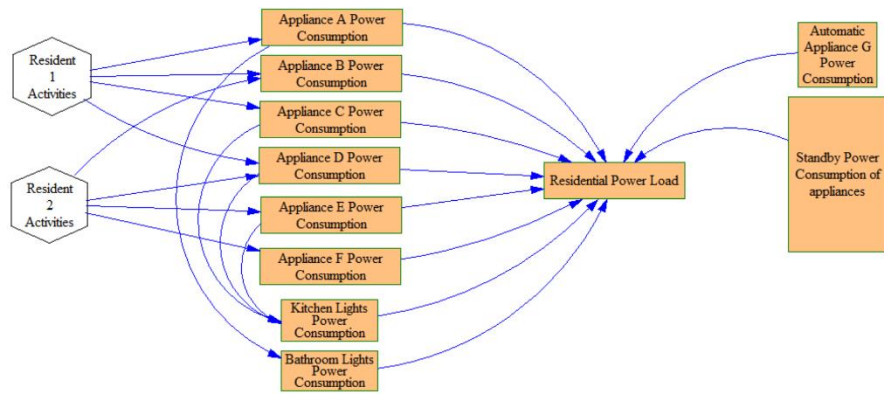 Resident
1
Activities
Resident
2
Activities
Appliance A Power
Consumption
Appliance B Power
Consumption
Appliance C Power
Consumption
Appliance D Power
Consumption
Appliance E Power
Consumption
Appliance F Power
Consumption
Kitchen Lights
Power
Consumption
Bathroom Lights
Power
Consumption
Residential Power Load
Automatic
Appliance G
Power
Consumption
Standby Power
Consumption of
appliances